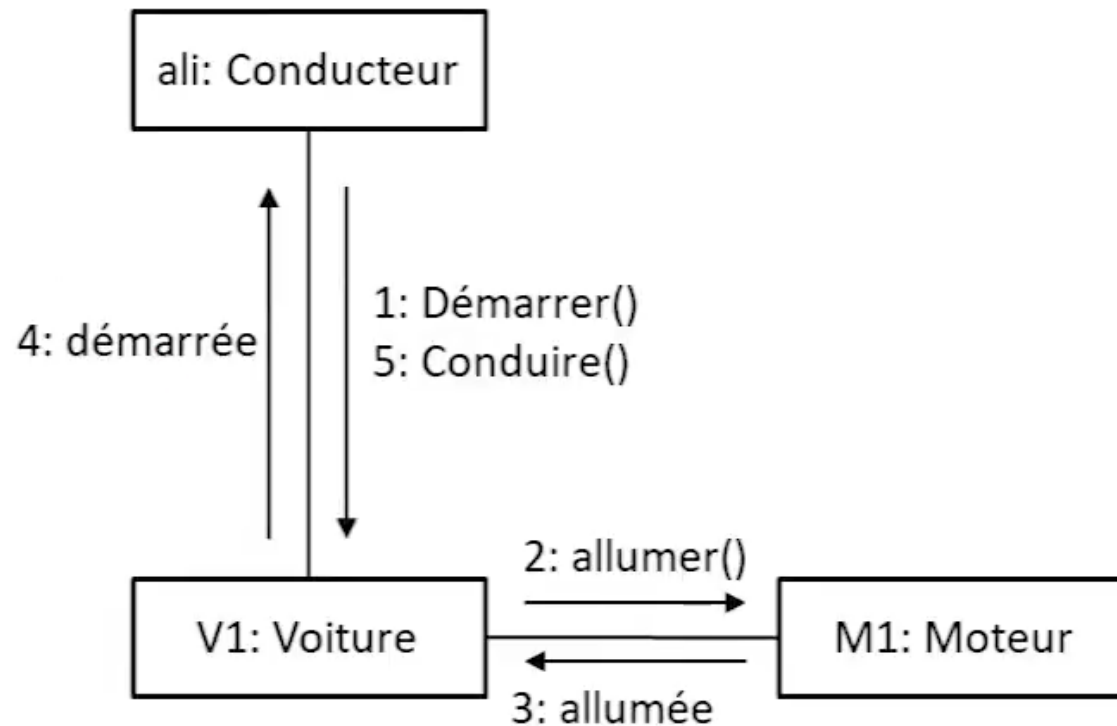 ali: Conducteur
1: Démarrer()
4: démarrée
5: Conduire()
2: allumer()
V1: Voiture
M1: Moteur
3: allumée